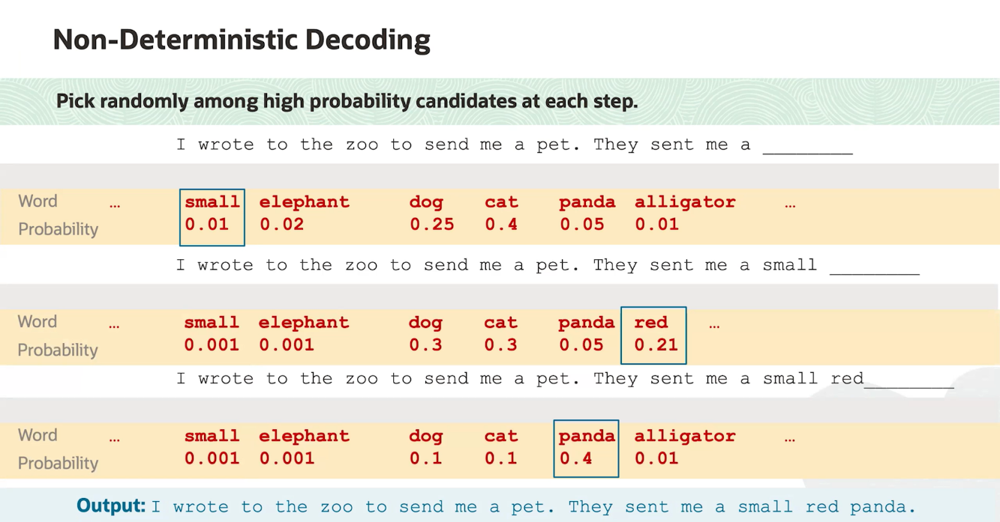 Non-Deterministic Decoding
Pick randomly among high probability candidates at each step.
I wrote to the zoo to send me a pet. They sent me a ________
Word ... small elephant dog cat panda alligator ...
Probability 0.01 0.02 0.25 0.4 0.05 0.01
I wrote to the zoo to send me a pet. They sent me a small ________
Word ... small elephant dog cat panda red ...
Probability 0.001 0.001 0.3 0.3 0.05 0.21
I wrote to the zoo to send me a pet. They sent me a small red________
Word ... small elephant dog cat panda alligator ...
Probability 0.001 0.001 0.1 0.1 0.4 0.01
Output: I wrote to the zoo to send me a pet. They sent me a small red panda.